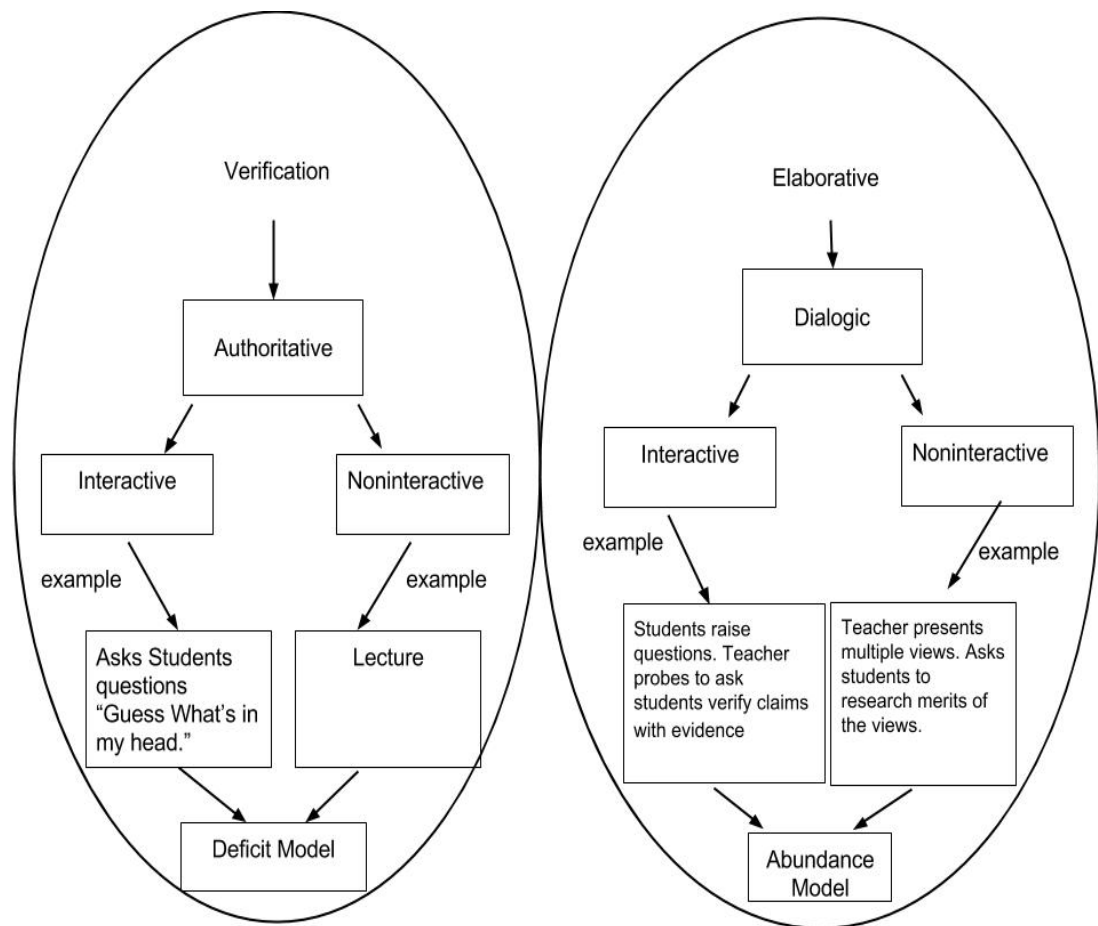 Verification
Authoritative
Interactive
Noninteractive
example
example
Asks Students
questions
“Guess What’s in
my head.”
Lecture
Deficit Model
Elaborative
Dialogic
Interactive
Noninteractive
example
example
Students raise
questions. Teacher
probes to ask
students verify claims
with evidence
Teacher presents
multiple views. Asks
students to
research merits of
the views.
Abundance
Model